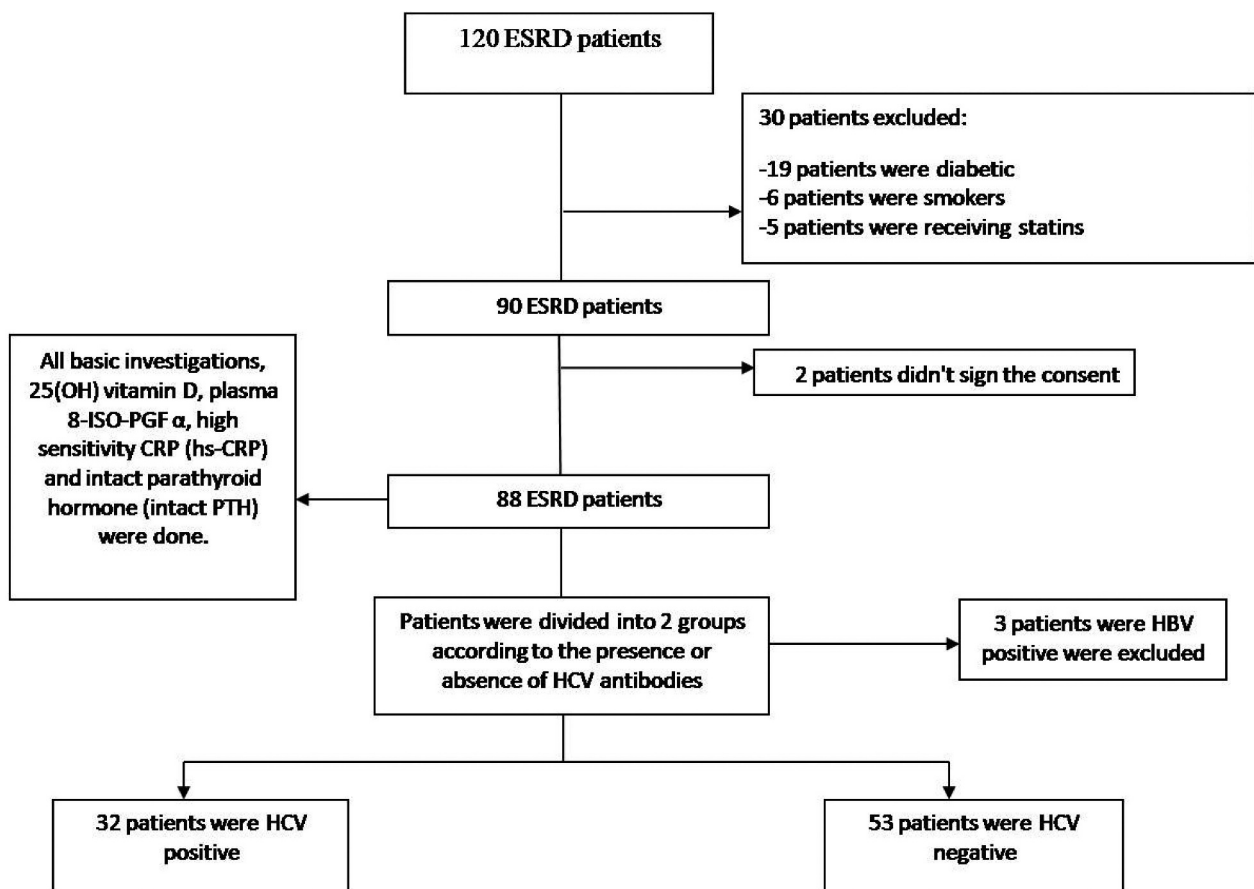 120 ESRD patients
30 patients excluded:
-19 patients were diabetic
-6 patients were smokers
-5 patients were receiving statins
90 ESRD patients
2 patients didn't sign the consent
All basic investigations,
25(OH) vitamin D, plasma
8-ISO-PGF α, high
sensitivity CRP (hs-CRP)
and intact parathyroid
hormone (intact PTH)
were done.
88 ESRD patients
Patients were divided into 2 groups
according to the presence or
absence of HCV antibodies
3 patients were HBV
positive were excluded
32 patients were HCV
positive
53 patients were HCV
negative